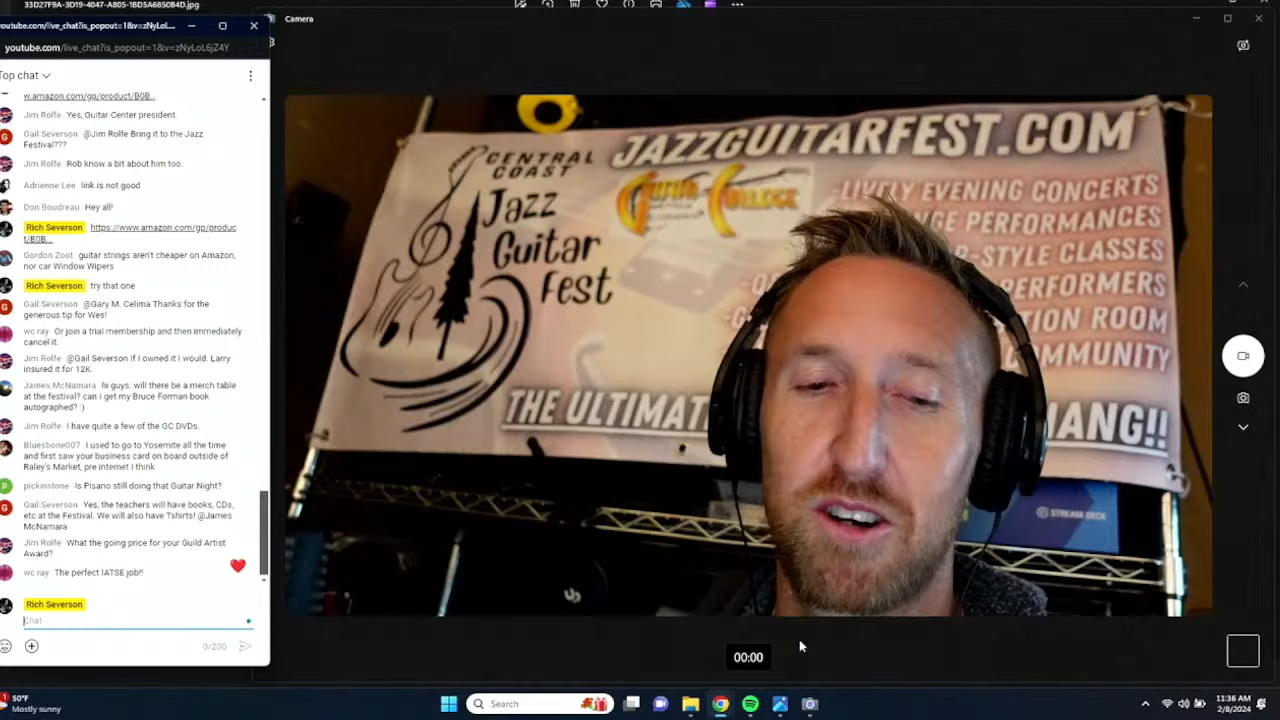 33D27F9A-3D19-4047-A805-1BD5A6850B4D.jpg
Camera
youtube.com/live_chat?is_popout=1&v=zNyLoL...
youtube.com/live_chat?is_popout=1&v=zNyLoL6jZ4Y
Top chat
w.amazon.com/gp/product/B0B...
Jim Rolfe Yes, Guitar Center president.
Gail Severson @Jim Rolfe Bring it to the Jazz
Festival???
Jim Rolfe Rob know a bit about him too.
Adrienne Lee link is not good
Don Boudreau Hey all!
Rich Severson https://www.amazon.com/gp/produc
t/B0B...
Gordon Zoot guitar strings aren't cheaper on Amazon,
nor car Window Wipers
Rich Severson try that one
Gail Severson @Gary M. Celima Thanks for the
generous tip for Wes!
wc ray Or join a trial membership and then immediately
cancel it.
Jim Rolfe @Gail Severson If I owned it I would. Larry
insured it for 12K.
James McNamara hi guys. will there be a merch table
at the festival? can I get my Bruce Forman book
autographed? :)
Jim Rolfe I have quite a few of the GC DVDs.
Bluesbone007 I used to go to Yosemite all the time
and first saw your business card on board outside of
Raley's Market, pre internet I think
pickinstone Is Pisano still doing that Guitar Night?
Gail Severson Yes, the teachers will have books, CDs,
etc at the Festival. We will also have Tshirts! @James
McNamara
Jim Rolfe What the going price for your Guild Artist
Award?
wc ray The perfect IATSE job!!
Rich Severson
Chat
0/200
JAZZGUITARFEST.COM
CENTRAL
COAST
Jazz
Guitar
Fest
GUITAR COLLEGE
-LIVELY EVENING CONCERTS
PERFORMANCES
-STYLE CLASSES
PERFORMERS
ROOM
COMMUNITY
THE ULTIMAT
HANG!!
STREAM DECK
00:00
50°F
Mostly sunny
Search
11:36 AM
2/8/2024